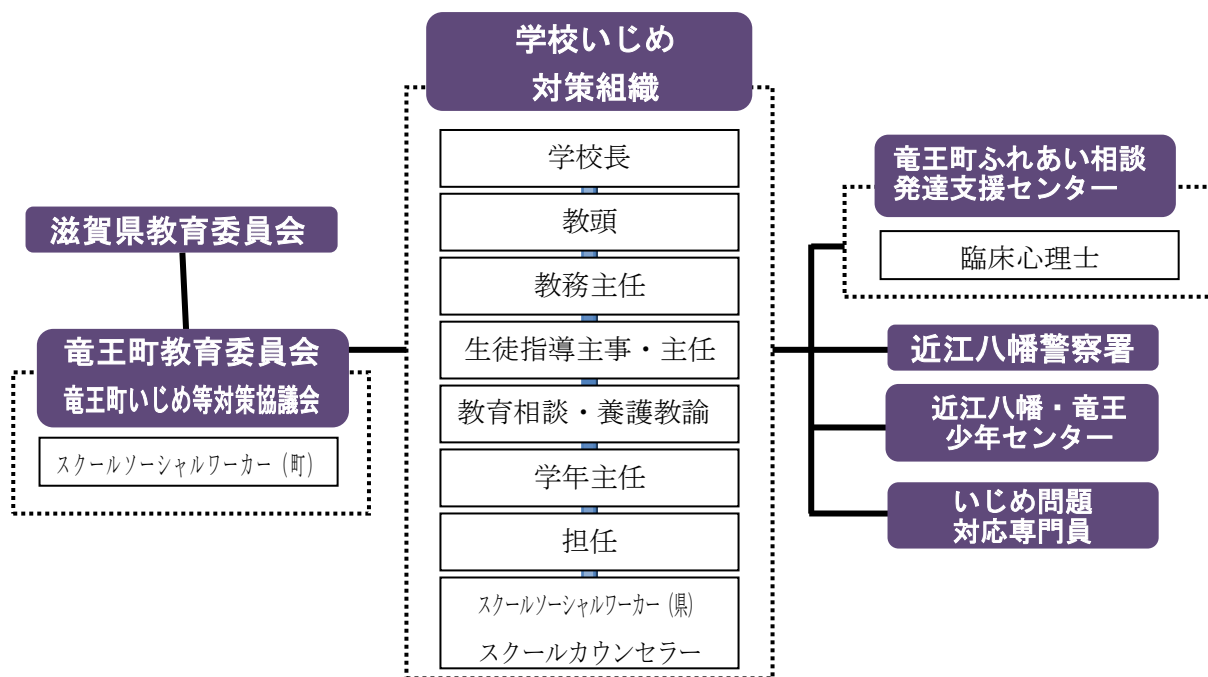 学校いじめ
対策組織
学校長
教頭
教務主任
生徒指導主事・主任
教育相談・養護教諭
学年主任
担任
スクールソーシャルワーカー（県）
スクールカウンセラー
滋賀県教育委員会
竜王町教育委員会
竜王町いじめ等対策協議会
スクールソーシャルワーカー（町）
竜王町ふれあい相談
発達支援センター
臨床心理士
近江八幡警察署
近江八幡・竜王
少年センター
いじめ問題
対応専門員